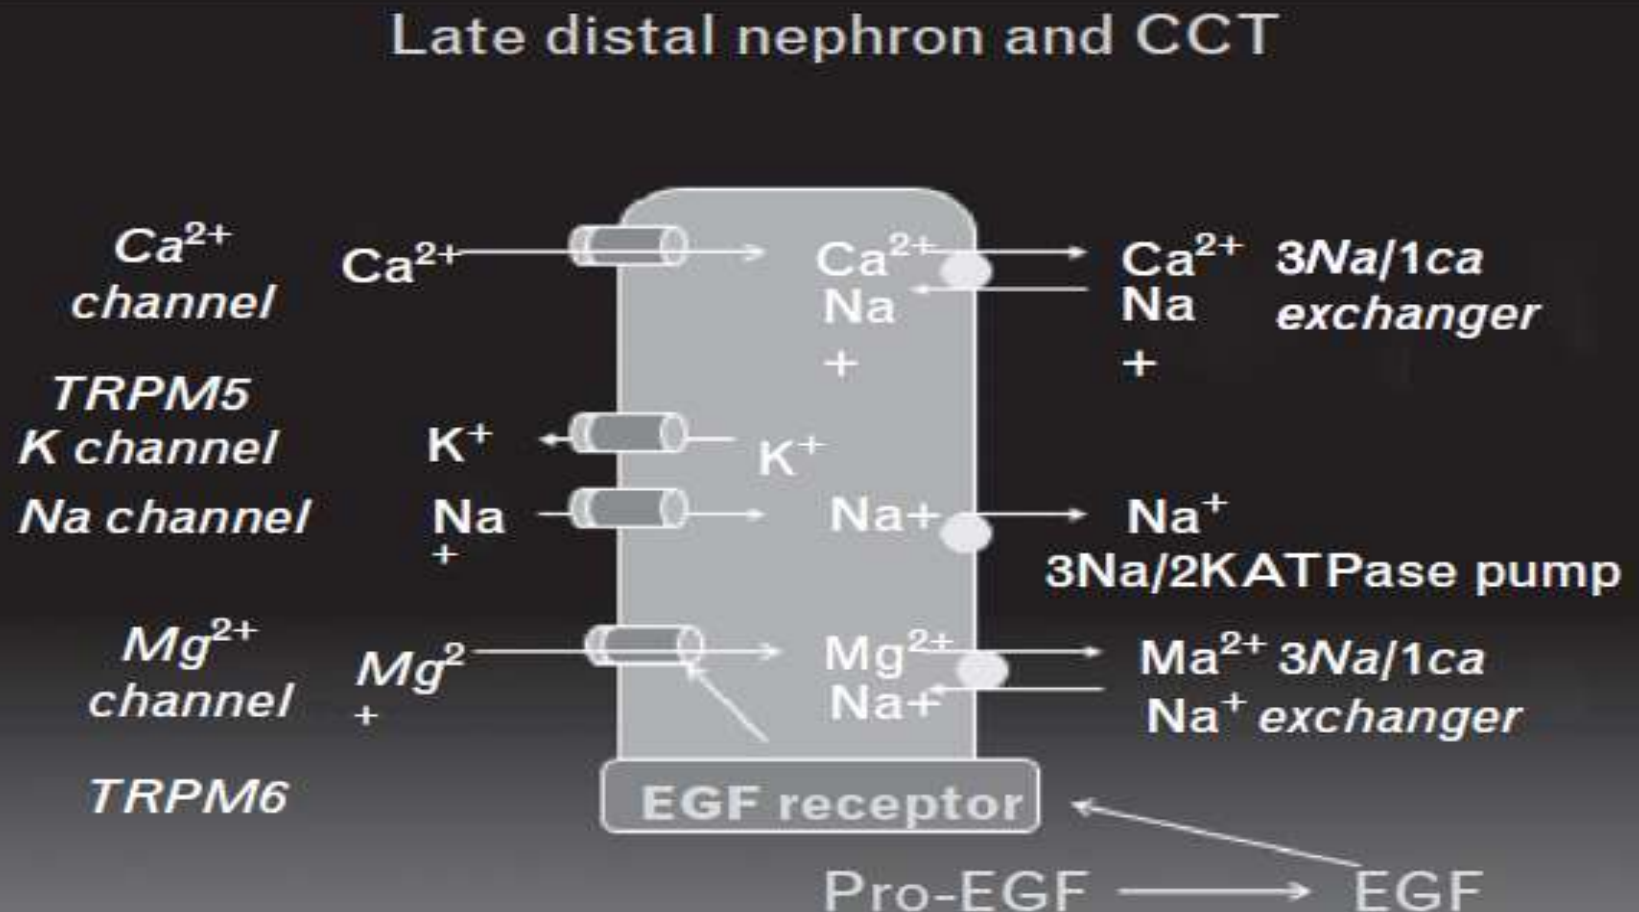 Late distal nephron and CCT
Ca²⁺ channel
Ca²⁺
Ca²⁺
Na
+
Ca²⁺
Na
+
3Na/1ca exchanger
TRPM5
K channel
K⁺
K⁺
Na channel
Na
+
Na+
Na⁺
3Na/2KATPase pump
Mg²⁺ channel
Mg²
+
Mg²⁺
Na+
Ma²⁺ 3Na/1ca
Na⁺ exchanger
TRPM6
EGF receptor
Pro-EGF
EGF